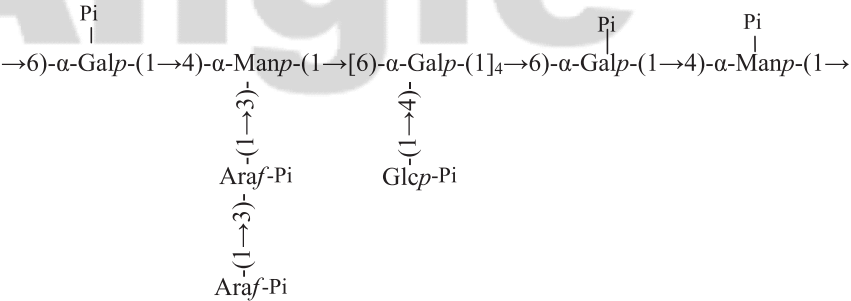 Pi
Pi
Pi
→6)-α-Galp-(1→4)-α-Manp-(1→[6)-α-Galp-(1]₄→6)-α-Galp-(1→4)-α-Manp-(1→
-(1→3)-
-(1→4)-
Araf-Pi
Glcp-Pi
-(1→3)-
Araf-Pi